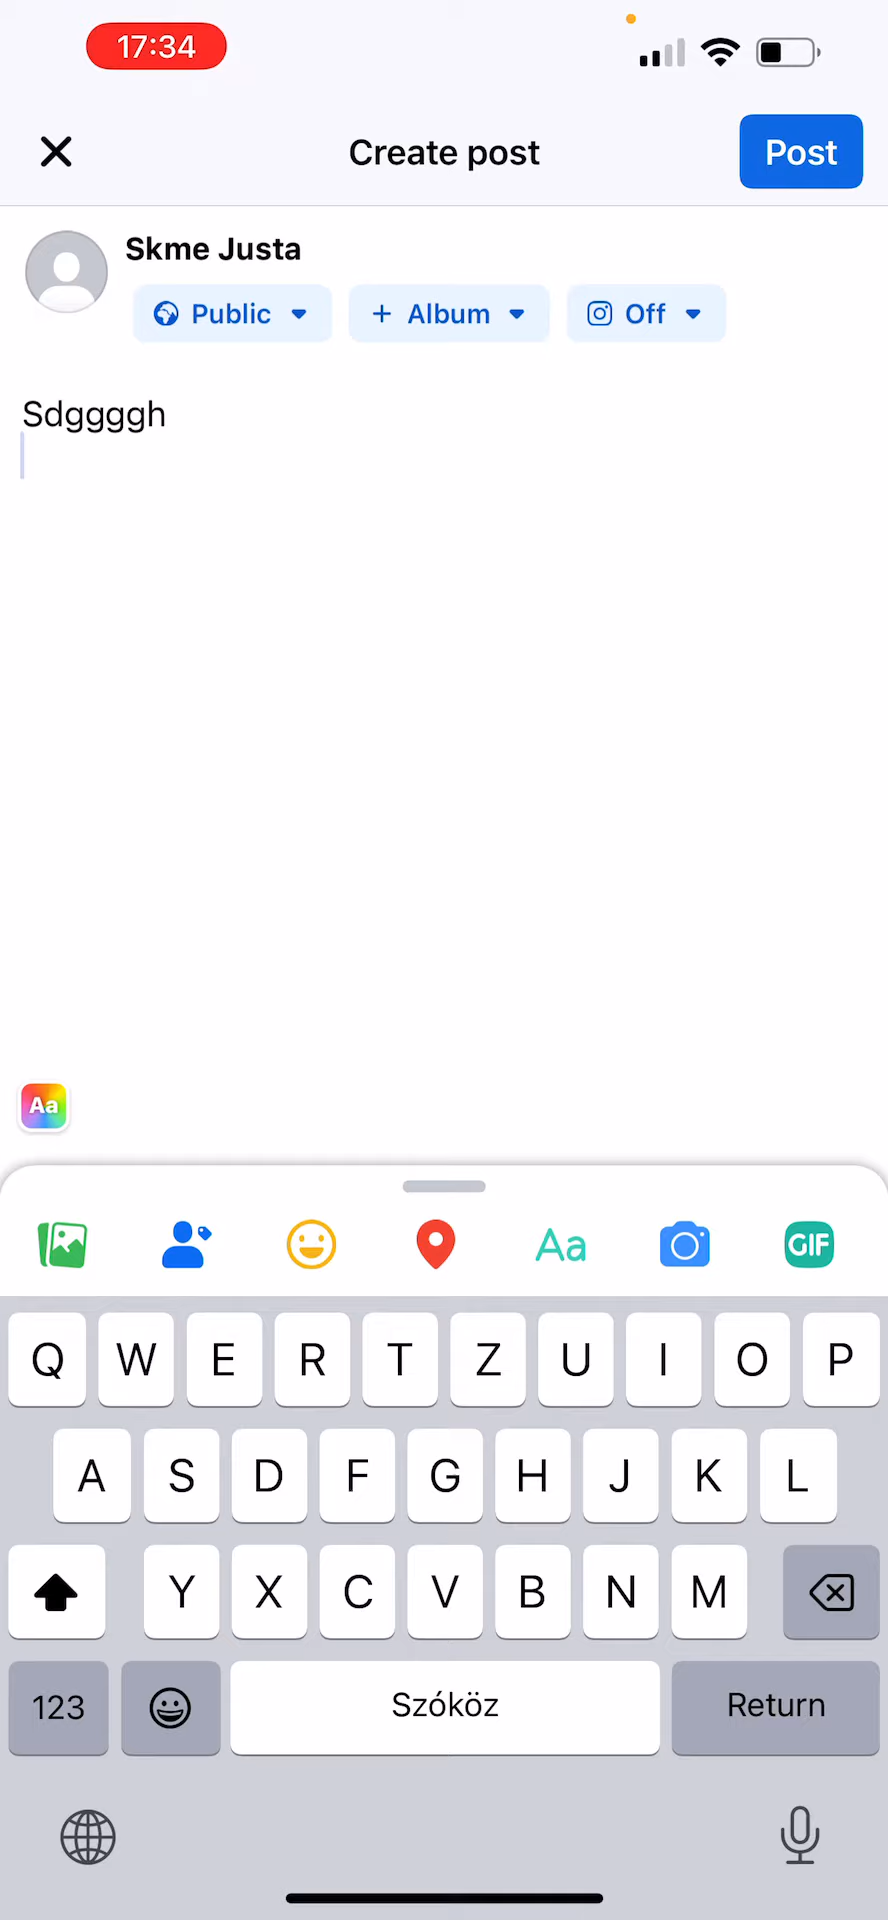 17:34
Create post
Post
Skme Justa
Public
+ Album
Off
Sdggggh
Aa
Aa
GIF
Q W E R T Z U I O P
A S D F G H J K L
Y X C V B N M
123
Szóköz
Return